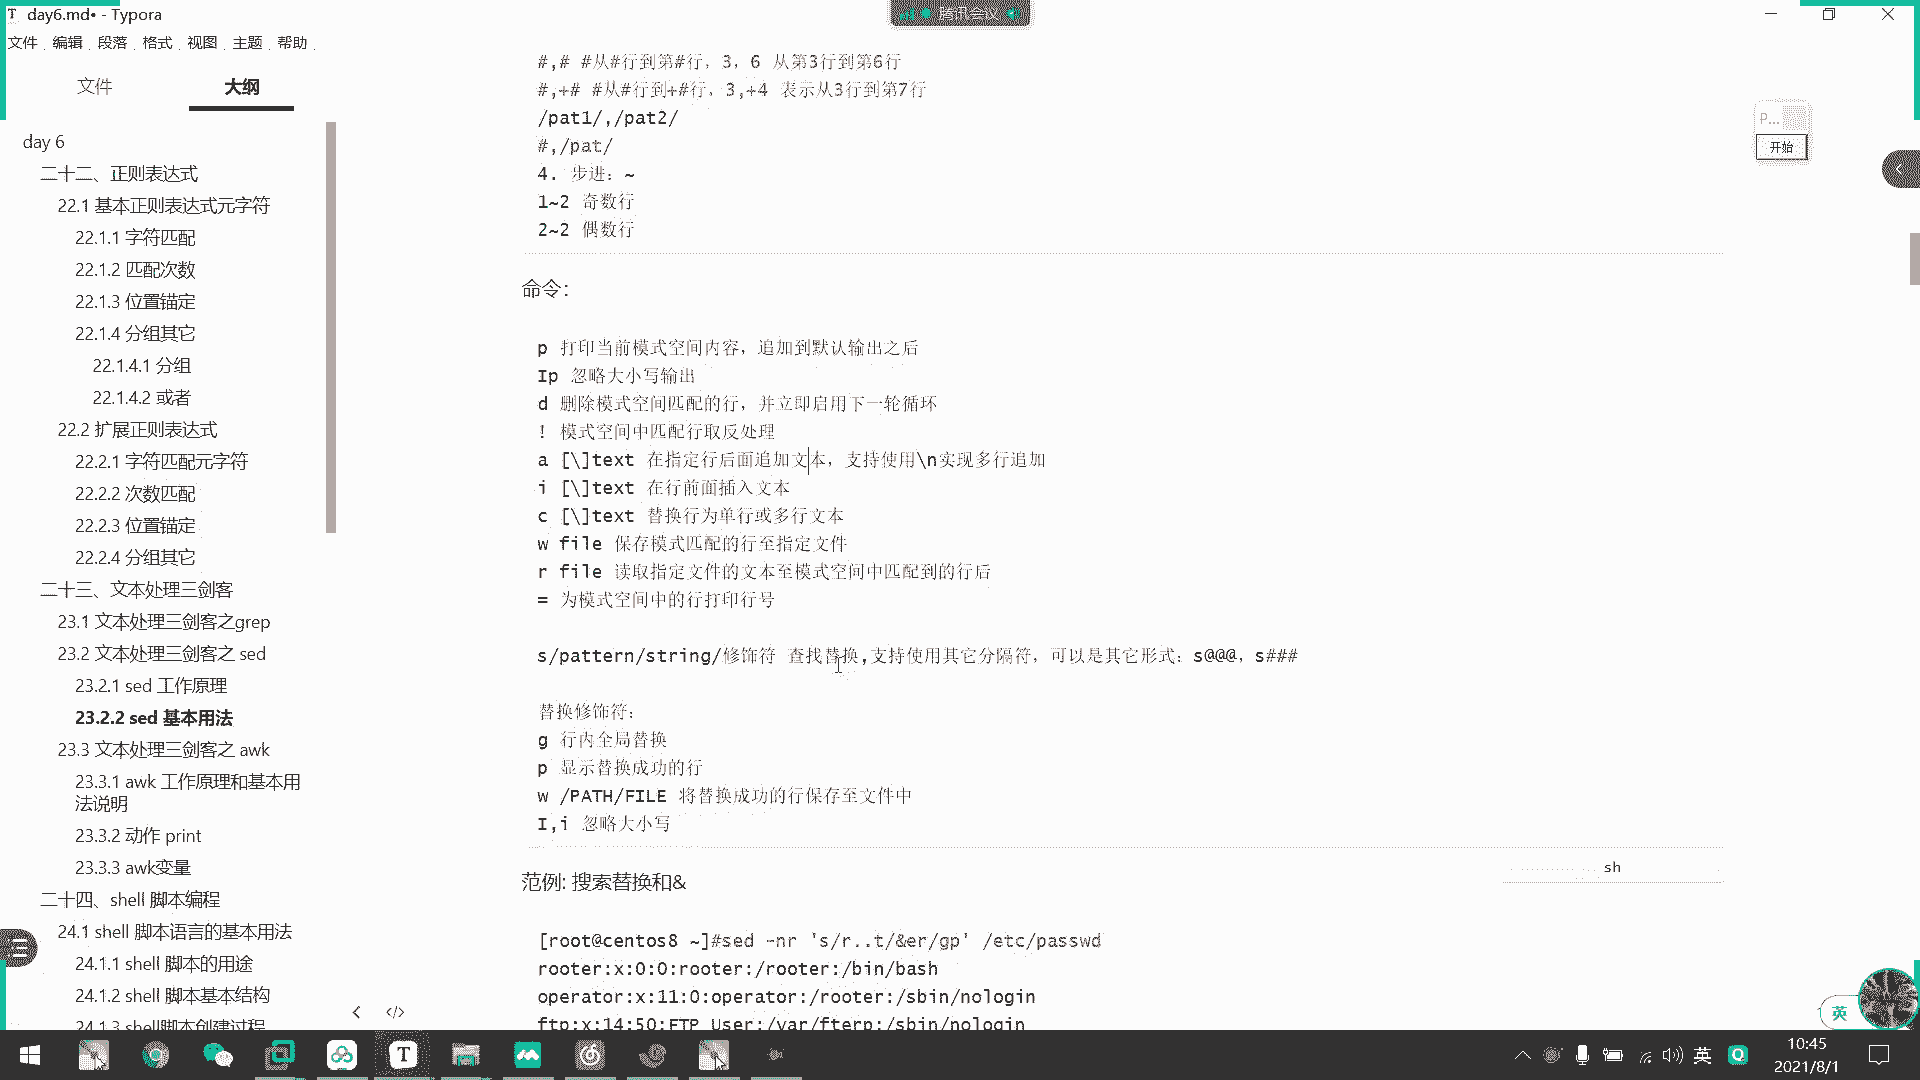 T day6.md• - Typora
腾讯会议
文件 编辑 段落 格式 视图 主题 帮助
文件 大纲
day 6
二十二、正则表达式
22.1 基本正则表达式元字符
22.1.1 字符匹配
22.1.2 匹配次数
22.1.3 位置锚定
22.1.4 分组其它
22.1.4.1 分组
22.1.4.2 或者
22.2 扩展正则表达式
22.2.1 字符匹配元字符
22.2.2 次数匹配
22.2.3 位置锚定
22.2.4 分组其它
二十三、文本处理三剑客
23.1 文本处理三剑客之grep
23.2 文本处理三剑客之 sed
23.2.1 sed 工作原理
23.2.2 sed 基本用法
23.3 文本处理三剑客之 awk
23.3.1 awk 工作原理和基本用
法说明
23.3.2 动作 print
23.3.3 awk变量
二十四、shell 脚本编程
24.1 shell 脚本语言的基本用法
24.1.1 shell 脚本的用途
24.1.2 shell 脚本基本结构
24.1.3 shell脚本创建过程
#,# #从#行到第#行，3，6 从第3行到第6行
#,+# #从#行到+#行，3,+4 表示从3行到第7行
/pat1/,/pat2/
#,/pat/
4. 步进：~
1~2 奇数行
2~2 偶数行
命令：
p 打印当前模式空间内容，追加到默认输出之后
Ip 忽略大小写输出
d 删除模式空间匹配的行，并立即启用下一轮循环
! 模式空间中匹配行取反处理
a [\]text 在指定行后面追加文本，支持使用\n实现多行追加
i [\]text 在行前面插入文本
c [\]text 替换行为单行或多行文本
w file 保存模式匹配的行至指定文件
r file 读取指定文件的文本至模式空间中匹配到的行后
= 为模式空间中的行打印行号
s/pattern/string/修饰符 查找替换,支持使用其它分隔符，可以是其它形式：s@@@，s###
替换修饰符：
g 行内全局替换
p 显示替换成功的行
w /PATH/FILE 将替换成功的行保存至文件中
I,i 忽略大小写
sh
范例: 搜索替换和&
[root@centos8 ~]#sed -nr 's/r..t/&er/gp' /etc/passwd
rooter:x:0:0:rooter:/rooter:/bin/bash
operator:x:11:0:operator:/rooter:/sbin/nologin
ftp:x:14:50:FTP User:/var/fterp:/sbin/nologin
P...
开始
英
英
10:45
2021/8/1